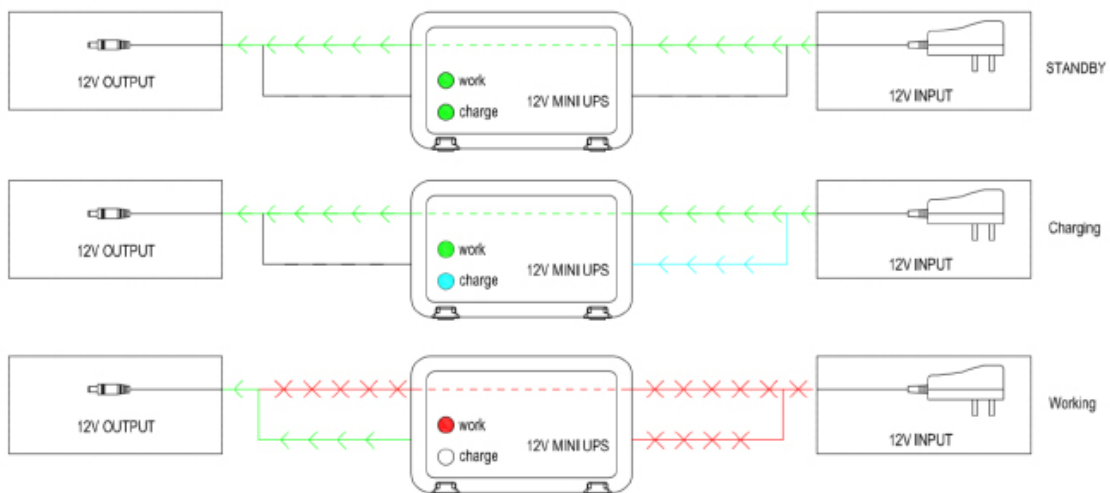 12V OUTPUT
work
charge
12V MINI UPS
12V INPUT
STANDBY
12V OUTPUT
work
charge
12V MINI UPS
12V INPUT
Charging
12V OUTPUT
work
charge
12V MINI UPS
12V INPUT
Working